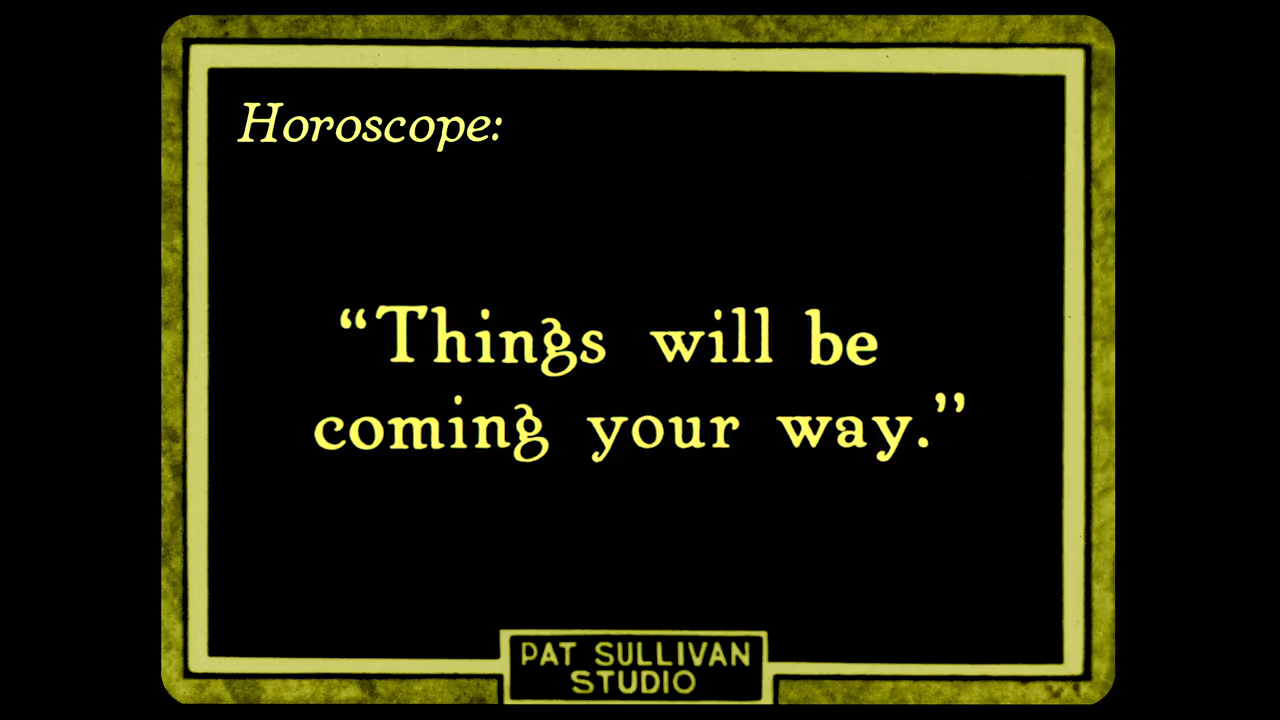 Horoscope:
“Things will be
coming your way.”
PAT SULLIVAN
STUDIO